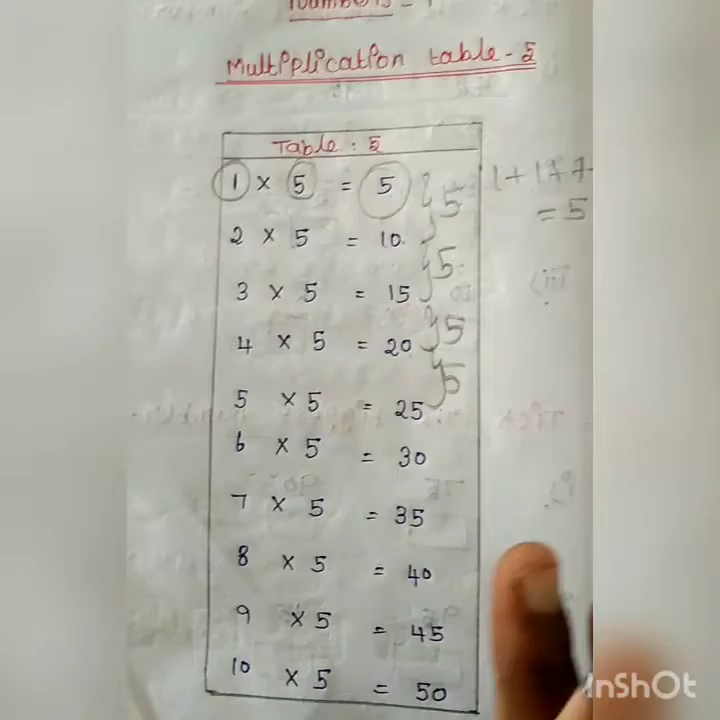 Multiplication table - 5
Table : 5
1 × 5 = 5
2 × 5 = 10
3 × 5 = 15
4 × 5 = 20
5 × 5 = 25
6 × 5 = 30
7 × 5 = 35
8 × 5 = 40
9 × 5 = 45
10 × 5 = 50
5
5
5
5
1 + 1 +
= 5
InShOt